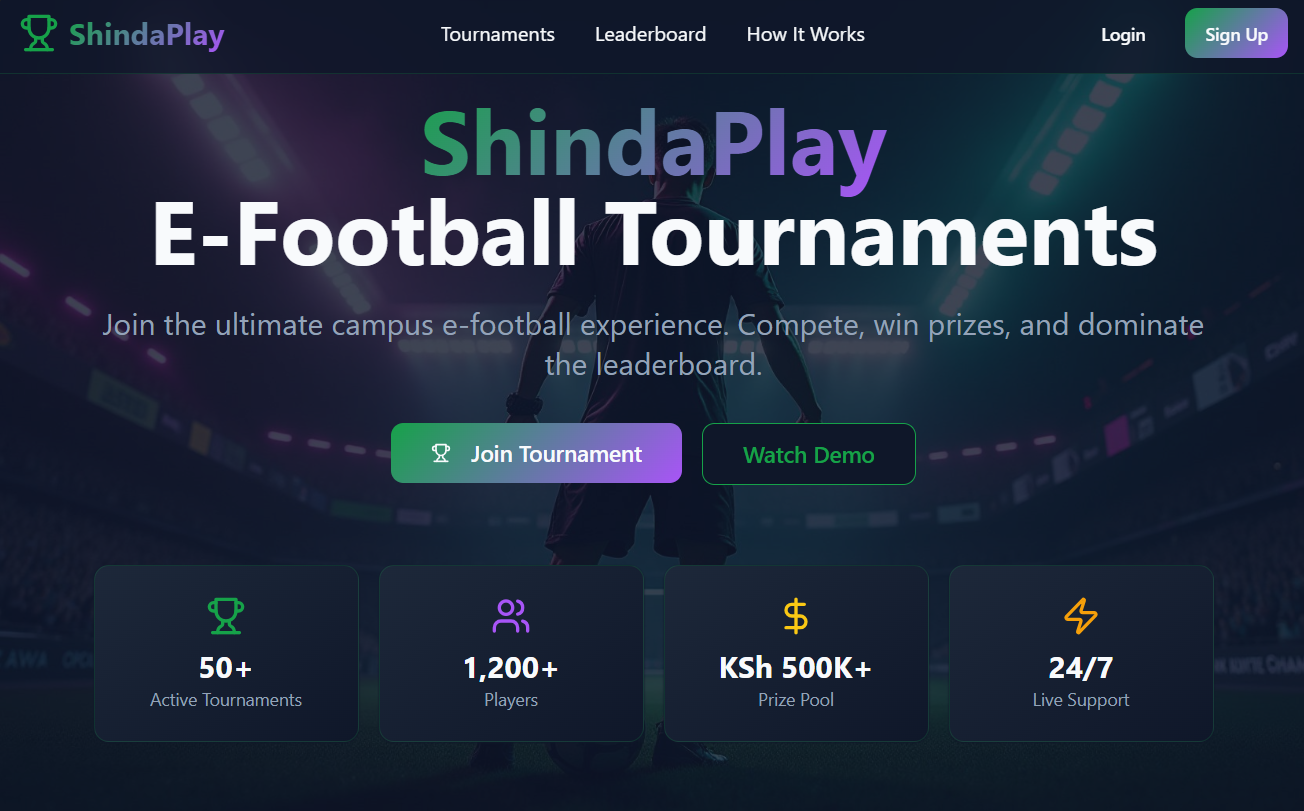 ShindaPlay
Tournaments
Leaderboard
How It Works
Login
Sign Up
ShindaPlay
E-Football Tournaments
Join the ultimate campus e-football experience. Compete, win prizes, and dominate
the leaderboard.
Join Tournament
Watch Demo
50+
Active Tournaments
1,200+
Players
KSh 500K+
Prize Pool
24/7
Live Support